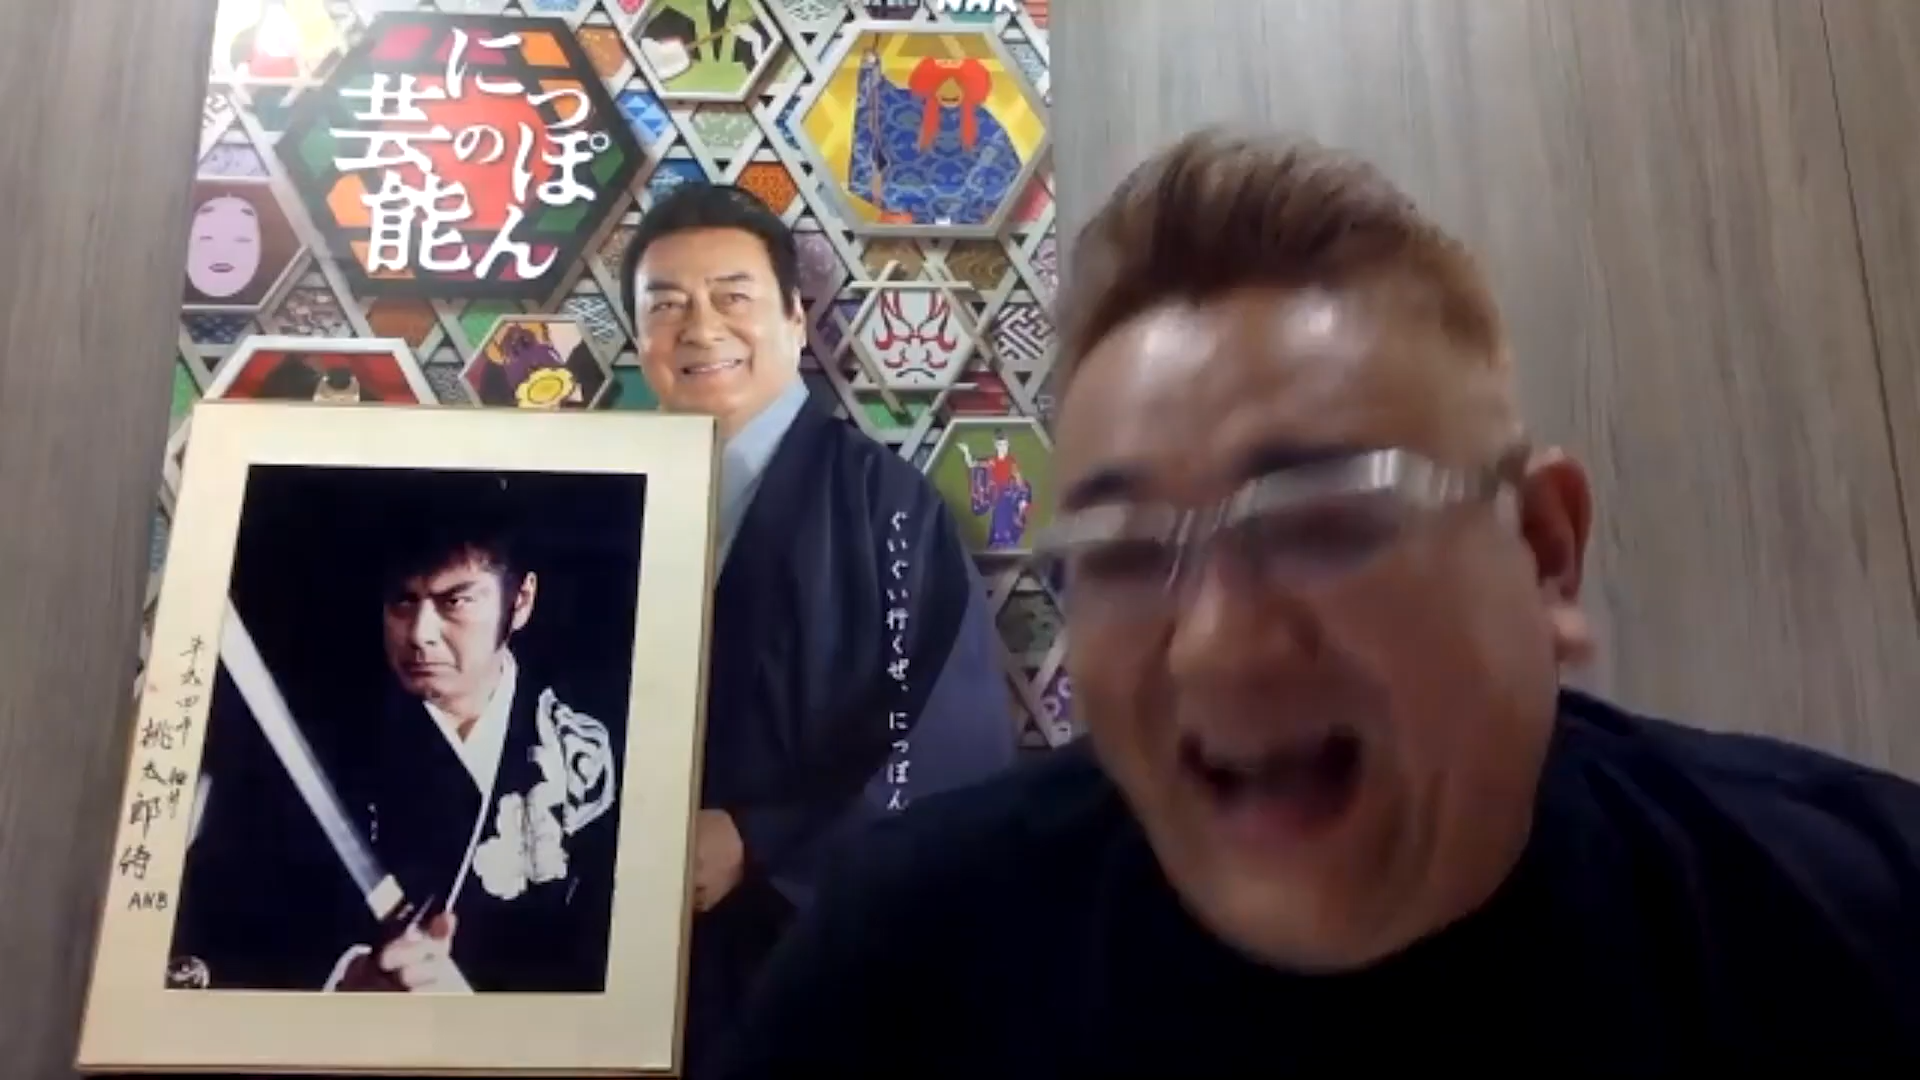 NHK
にっぽんの
芸能
ぐいぐい行くぜ、にっぽん
桃太郎侍
ANB